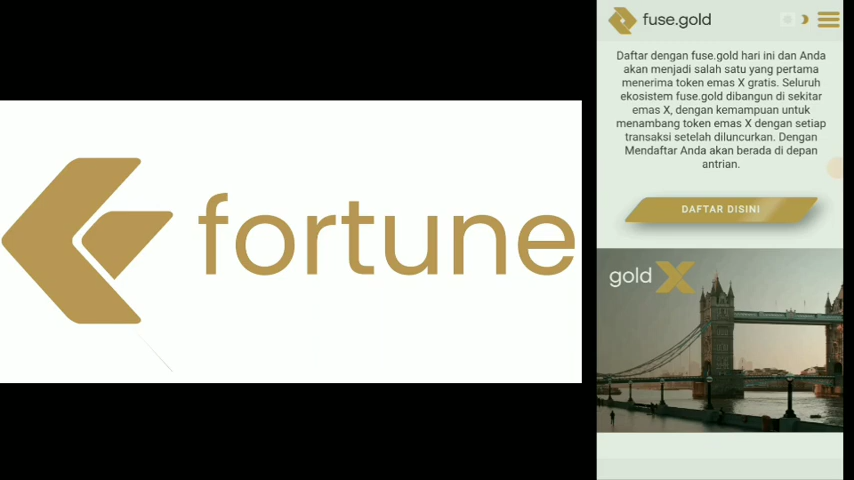 fortune
fuse.gold
Daftar dengan fuse.gold hari ini dan Anda
akan menjadi salah satu yang pertama
menerima token emas X gratis. Seluruh
ekosistem fuse.gold dibangun di sekitar
emas X, dengan kemampuan untuk
menambang token emas X dengan setiap
transaksi setelah diluncurkan. Dengan
Mendaftar Anda akan berada di depan
antrian.
DAFTAR DISINI
gold X